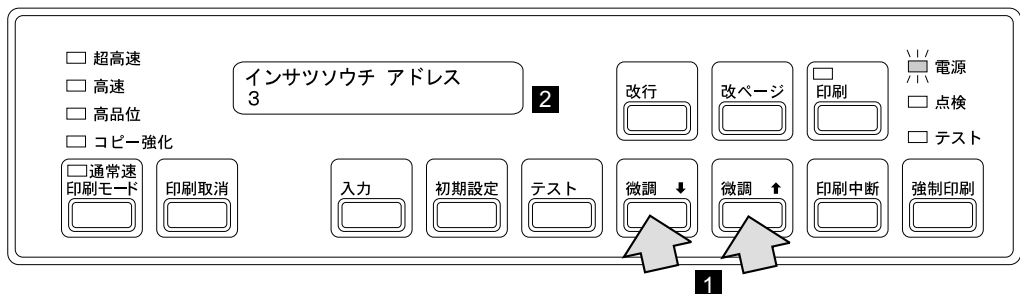 超高速
高速
高品位
コピー強化
通常速
印刷モード
印刷取消
インサツソウチ アドレス
3
2
入力
初期設定
テスト
改行
改ページ
印刷
微調 ⬇
微調 ⬆
印刷中断
強制印刷
電源
点検
テスト
1